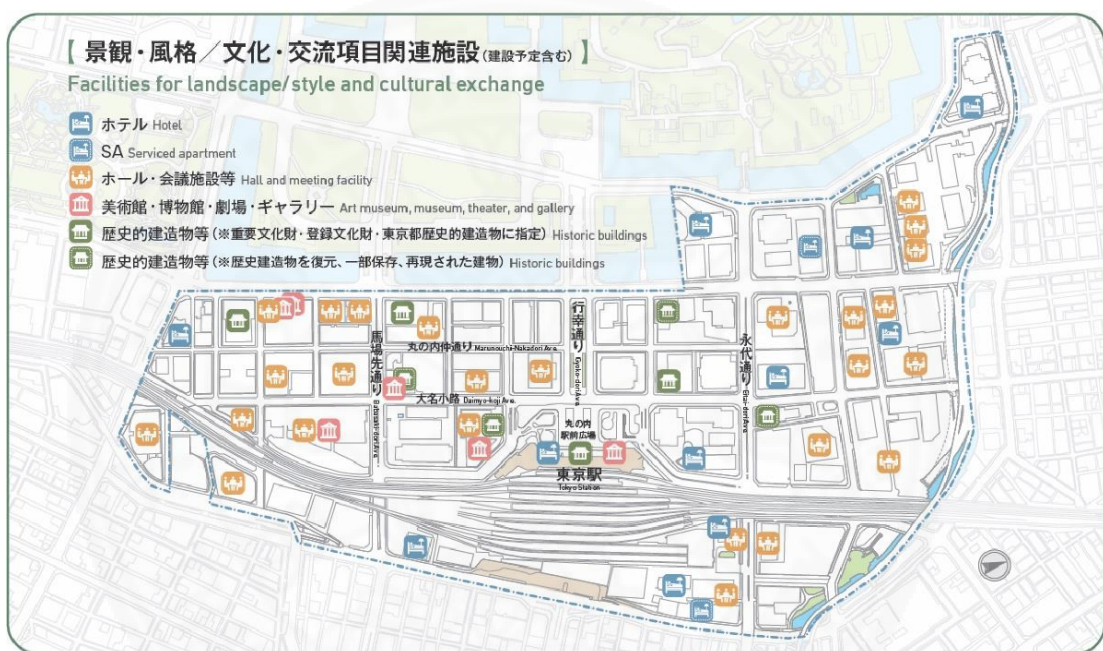 【 景観・風格／文化・交流項目関連施設(建設予定含む) 】
Facilities for landscape/style and cultural exchange
ホテル Hotel
SA Serviced apartment
ホール・会議施設等 Hall and meeting facility
美術館・博物館・劇場・ギャラリー Art museum, museum, theater, and gallery
歴史的建造物等(※重要文化財・登録文化財・東京都歴史的建造物に指定) Historic buildings
歴史的建造物等(※歴史建造物を復元、一部保存、再現された建物) Historic buildings
馬場先通り Babasaki-dori Ave.
行幸通り Gyoko-dori Ave.
永代通り Eitai-dori Ave.
丸の内仲通り Marunouchi-Nakadori Ave.
大名小路 Daimyo-koji Ave.
丸の内
駅前広場
東京駅
Tokyo Station